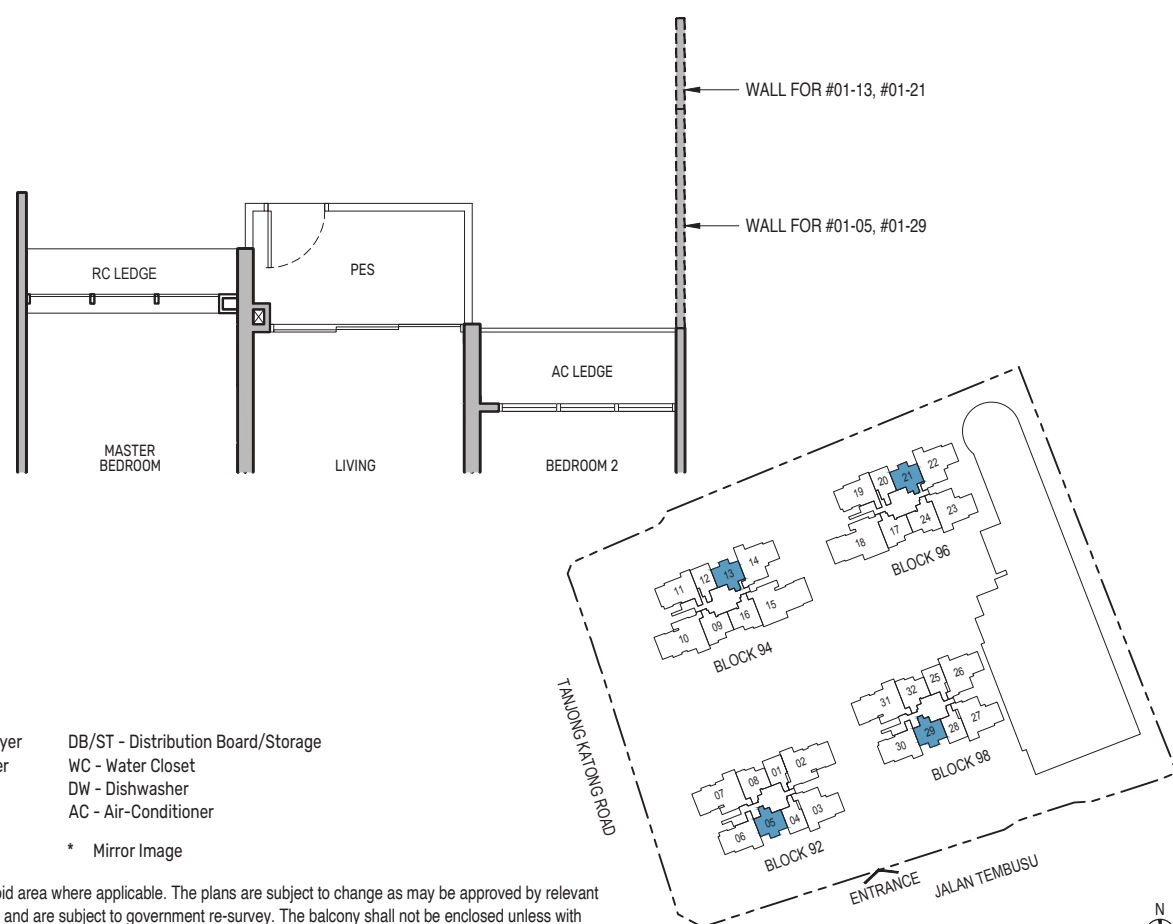 WALL FOR #01-13, #01-21
WALL FOR #01-05, #01-29
RC LEDGE
PES
AC LEDGE
MASTER
BEDROOM
LIVING
BEDROOM 2
22
21
20
19
23
24
17
18
BLOCK 96
14
13
12
11
15
16
09
10
BLOCK 94
26
25
32
31
27
28
29
30
BLOCK 98
02
01
08
07
03
04
05
06
BLOCK 92
TANJONG KATONG ROAD
ENTRANCE
JALAN TEMBUSU
N
yer
DB/ST - Distribution Board/Storage
er
WC - Water Closet
DW - Dishwasher
AC - Air-Conditioner
* Mirror Image
oid area where applicable. The plans are subject to change as may be approved by relevant
and are subject to government re-survey. The balcony shall not be enclosed unless with